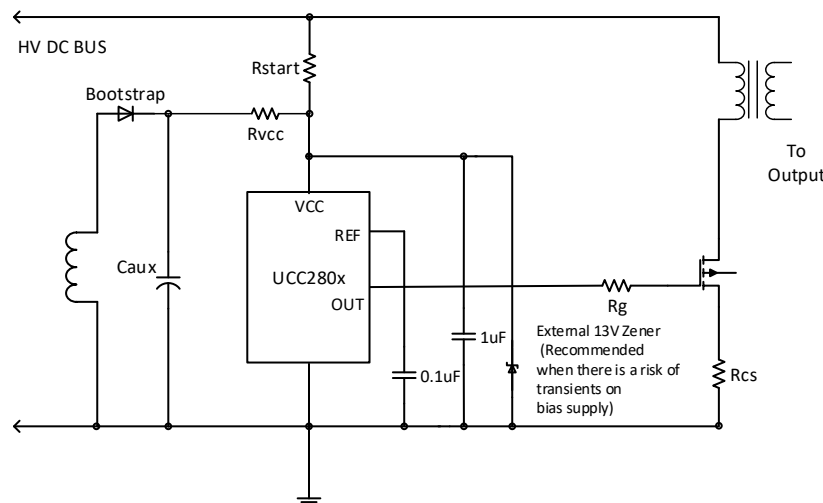 HV DC BUS
Rstart
Bootstrap
Rvcc
To
Output
VCC
REF
UCC280x
OUT
Caux
Rg
1uF
0.1uF
External 13V Zener
(Recommended
when there is a risk of
transients on
bias supply)
Rcs